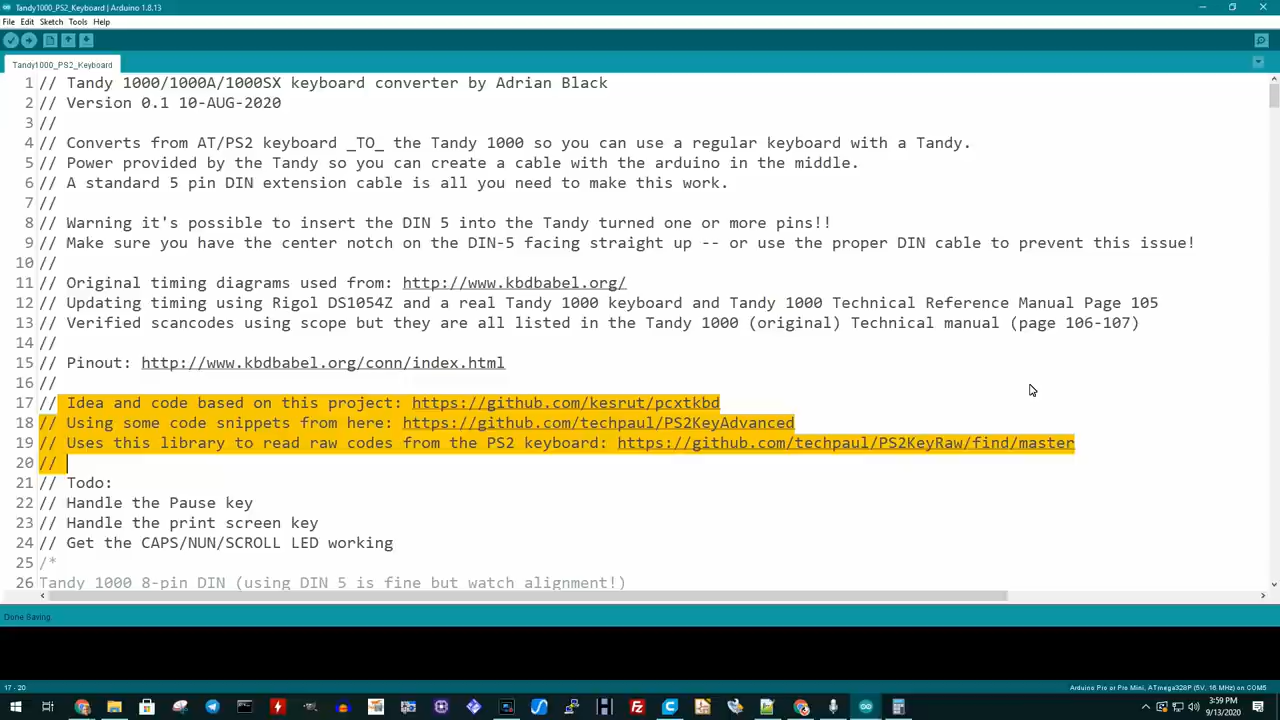 Tandy1000_PS2_Keyboard | Arduino 1.8.13
File Edit Sketch Tools Help
Tandy1000_PS2_Keyboard
1 // Tandy 1000/1000A/1000SX keyboard converter by Adrian Black
2 // Version 0.1 10-AUG-2020
3 //
4 // Converts from AT/PS2 keyboard _TO_ the Tandy 1000 so you can use a regular keyboard with a Tandy.
5 // Power provided by the Tandy so you can create a cable with the arduino in the middle.
6 // A standard 5 pin DIN extension cable is all you need to make this work.
7 //
8 // Warning it's possible to insert the DIN 5 into the Tandy turned one or more pins!!
9 // Make sure you have the center notch on the DIN-5 facing straight up -- or use the proper DIN cable to prevent this issue!
10 //
11 // Original timing diagrams used from: http://www.kbdbabel.org/
12 // Updating timing using Rigol DS1054Z and a real Tandy 1000 keyboard and Tandy 1000 Technical Reference Manual Page 105
13 // Verified scancodes using scope but they are all listed in the Tandy 1000 (original) Technical manual (page 106-107)
14 //
15 // Pinout: http://www.kbdbabel.org/conn/index.html
16 //
17 // Idea and code based on this project: https://github.com/kesrut/pcxtkbd
18 // Using some code snippets from here: https://github.com/techpaul/PS2KeyAdvanced
19 // Uses this library to read raw codes from the PS2 keyboard: https://github.com/techpaul/PS2KeyRaw/find/master
20 //
21 // Todo:
22 // Handle the Pause key
23 // Handle the print screen key
24 // Get the CAPS/NUN/SCROLL LED working
25 /*
26 Tandy 1000 8-pin DIN (using DIN 5 is fine but watch alignment!)
Done Saving.
17 - 20
Arduino Pro or Pro Mini, ATmega328P (5V, 16 MHz) on COM5
3:59 PM
9/13/2020